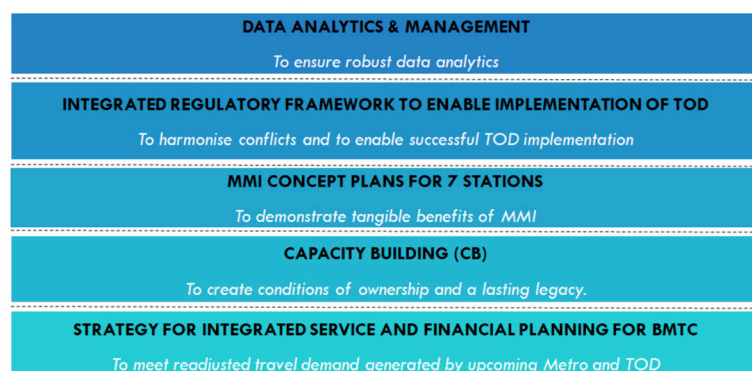 DATA ANALYTICS & MANAGEMENT
To ensure robust data analytics
INTEGRATED REGULATORY FRAMEWORK TO ENABLE IMPLEMENTATION OF TOD
To harmonise conflicts and to enable successful TOD implementation
MMI CONCEPT PLANS FOR 7 STATIONS
To demonstrate tangible benefits of MMI
CAPACITY BUILDING (CB)
To create conditions of ownership and a lasting legacy.
STRATEGY FOR INTEGRATED SERVICE AND FINANCIAL PLANNING FOR BMTC
To meet readjusted travel demand generated by upcoming Metro and TOD